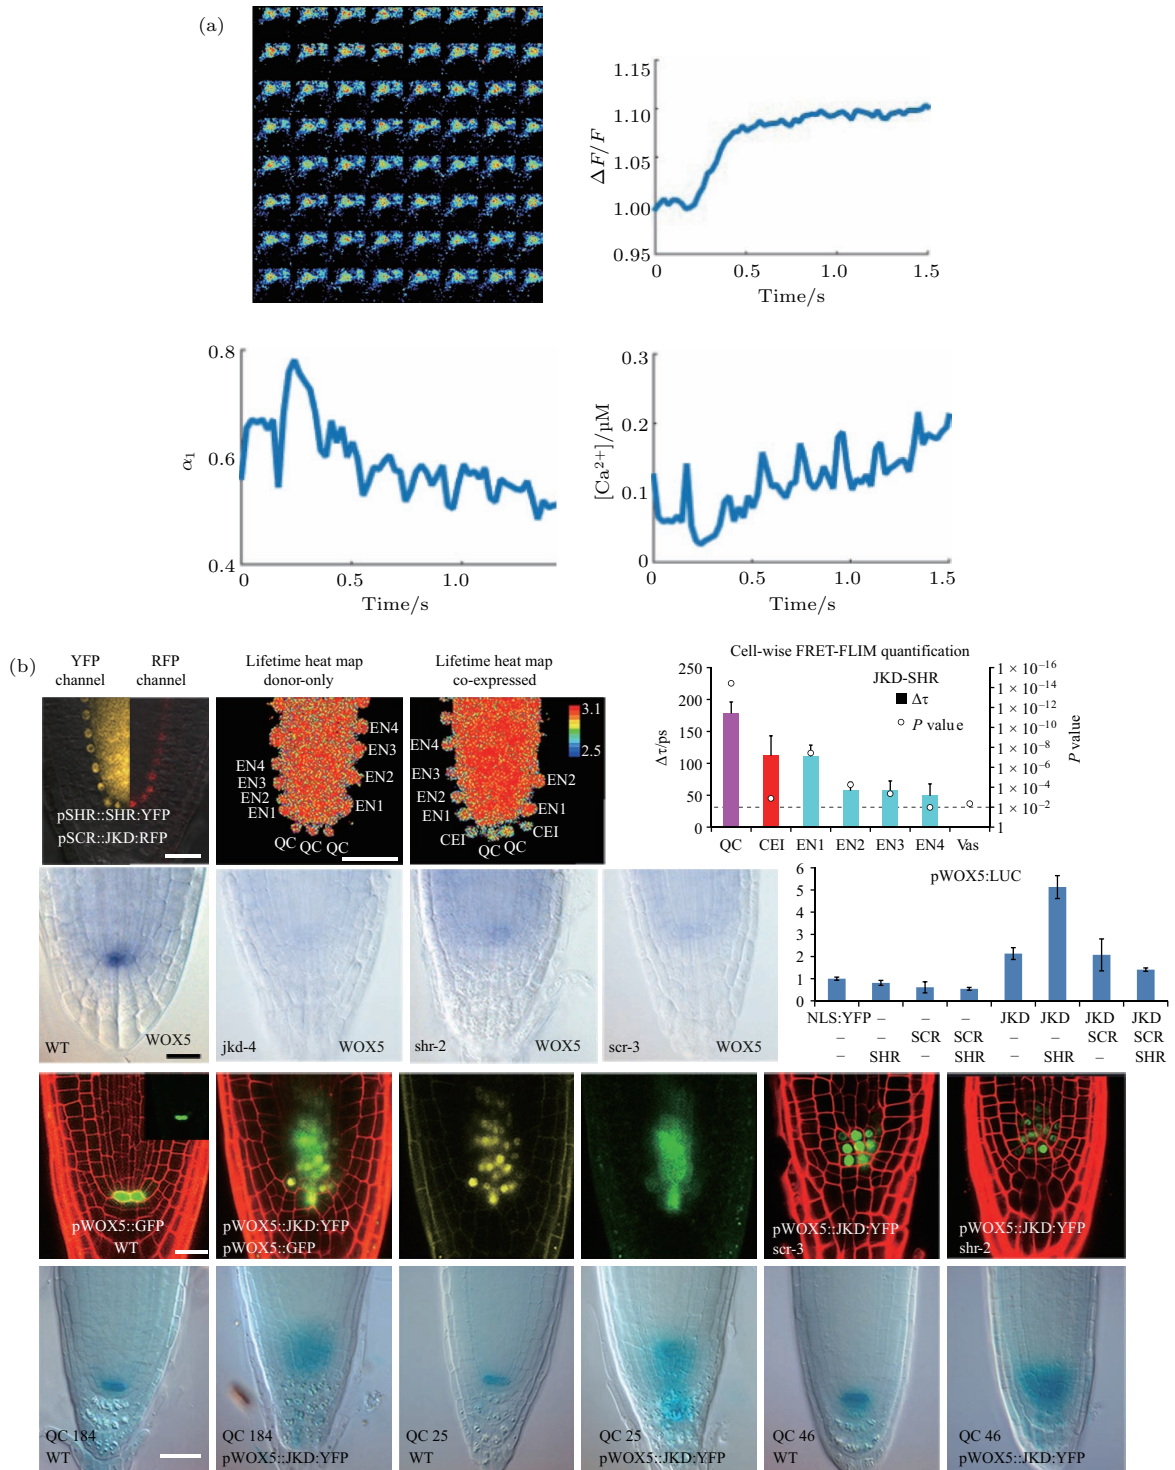 (a)
1.15
1.10
1.05
1.00
0.95
ΔF/F
0
0.5
1.0
1.5
Time/s
0.8
0.6
0.4
α₁
0
0.5
1.0
Time/s
0.3
0.2
0.1
0
[Ca²⁺]/µM
0
0.5
1.0
1.5
Time/s
(b)
YFP channel
RFP channel
pSHR::SHR:YFP
pSCR::JKD:RFP
Lifetime heat map
donor-only
EN4
EN3
EN4
EN3
EN2
EN2
EN1
EN1
QC QC QC
Lifetime heat map
co-expressed
3.1
2.5
EN4
EN3
EN2
EN2
EN1
EN1
CEI
CEI
QC QC
Cell-wise FRET-FLIM quantification
JKD-SHR
Δτ
P value
250
200
150
100
50
0
Δτ/ps
1 × 10⁻¹⁶
1 × 10⁻¹⁴
1 × 10⁻¹²
1 × 10⁻¹⁰
1 × 10⁻⁸
1 × 10⁻⁶
1 × 10⁻⁴
1 × 10⁻²
1
P value
QC CEI EN1 EN2 EN3 EN4 Vas
WT
WOX5
jkd-4
WOX5
shr-2
WOX5
scr-3
WOX5
pWOX5:LUC
6
5
4
3
2
1
0
NLS:YFP – – – JKD JKD JKD JKD
– – SCR SCR – – SCR SCR
– SHR – SHR – SHR – SHR
pWOX5::GFP
WT
pWOX5::JKD:YFP
pWOX5::GFP
pWOX5::JKD:YFP
scr-3
pWOX5::JKD:YFP
shr-2
QC 184
WT
QC 184
pWOX5::JKD:YFP
QC 25
WT
QC 25
pWOX5::JKD:YFP
QC 46
WT
QC 46
pWOX5::JKD:YFP